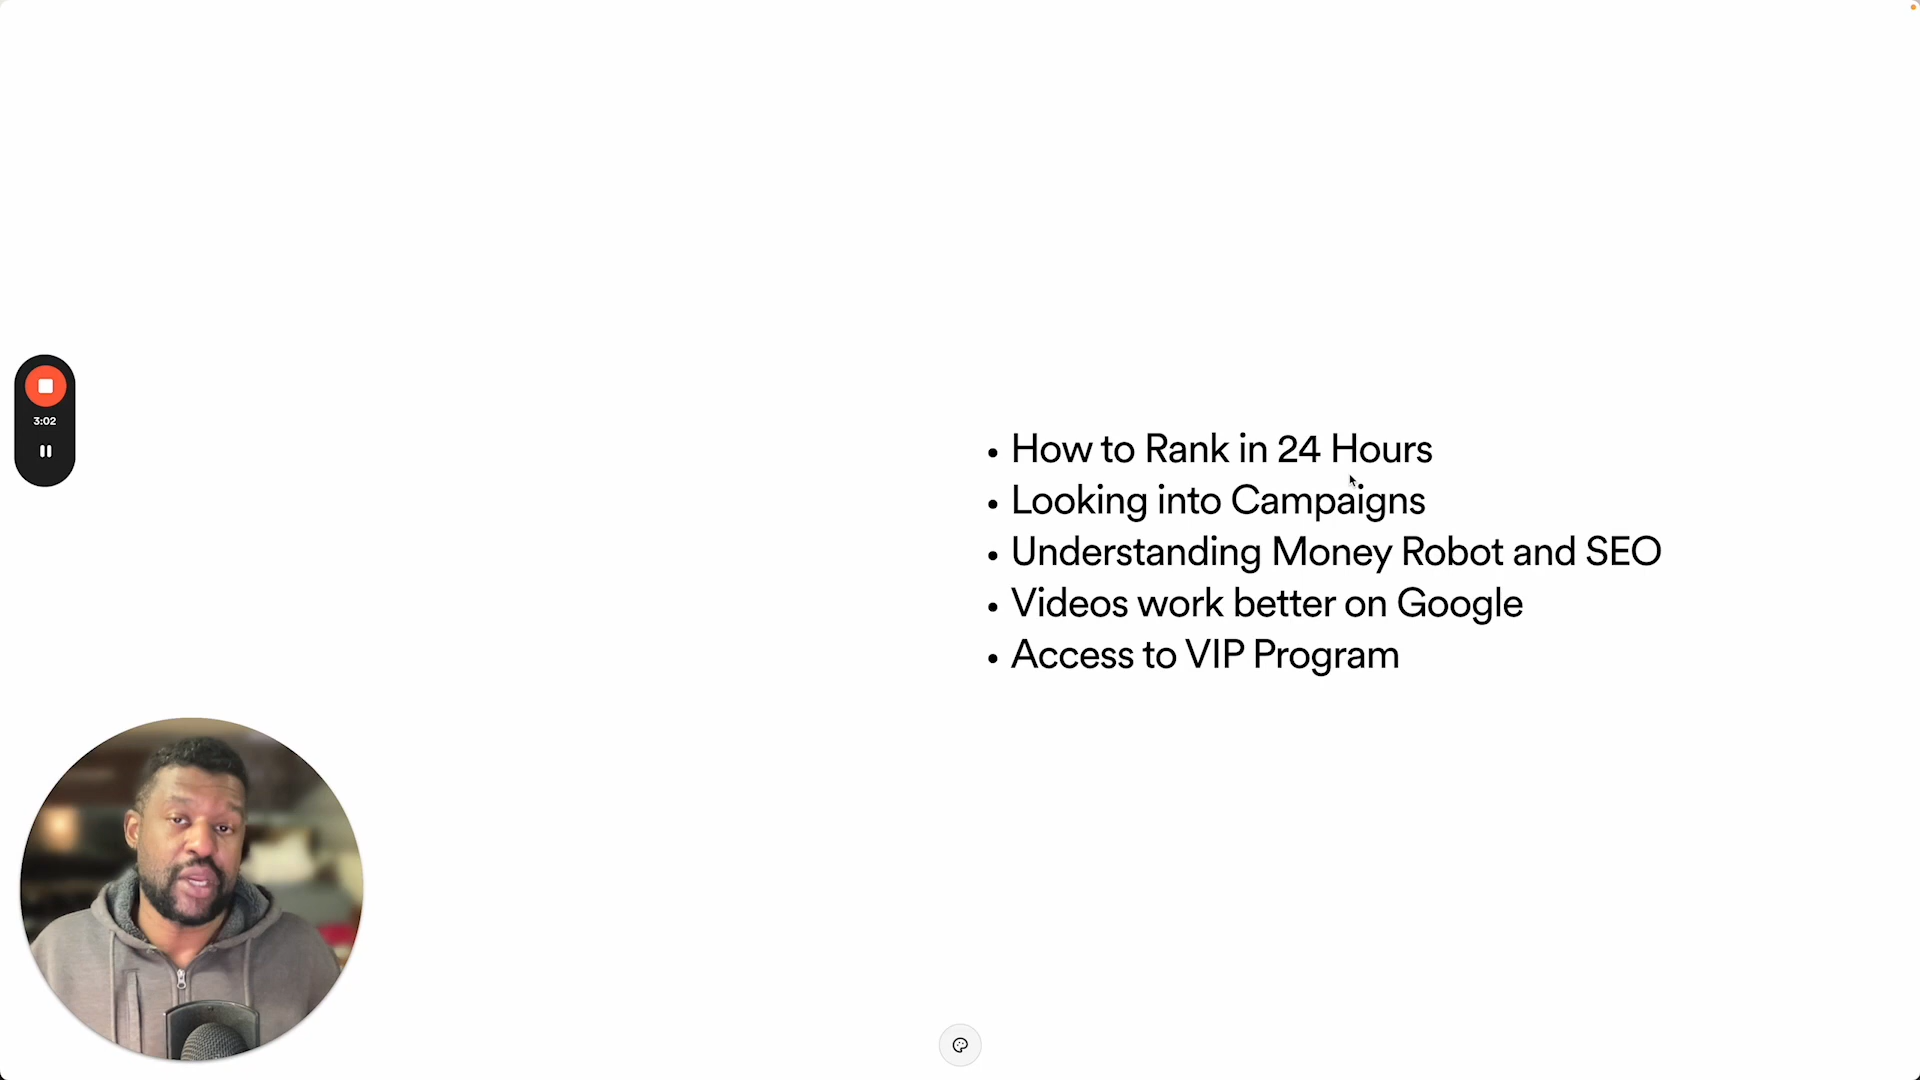 3:02
• How to Rank in 24 Hours
• Looking into Campaigns
• Understanding Money Robot and SEO
• Videos work better on Google
• Access to VIP Program